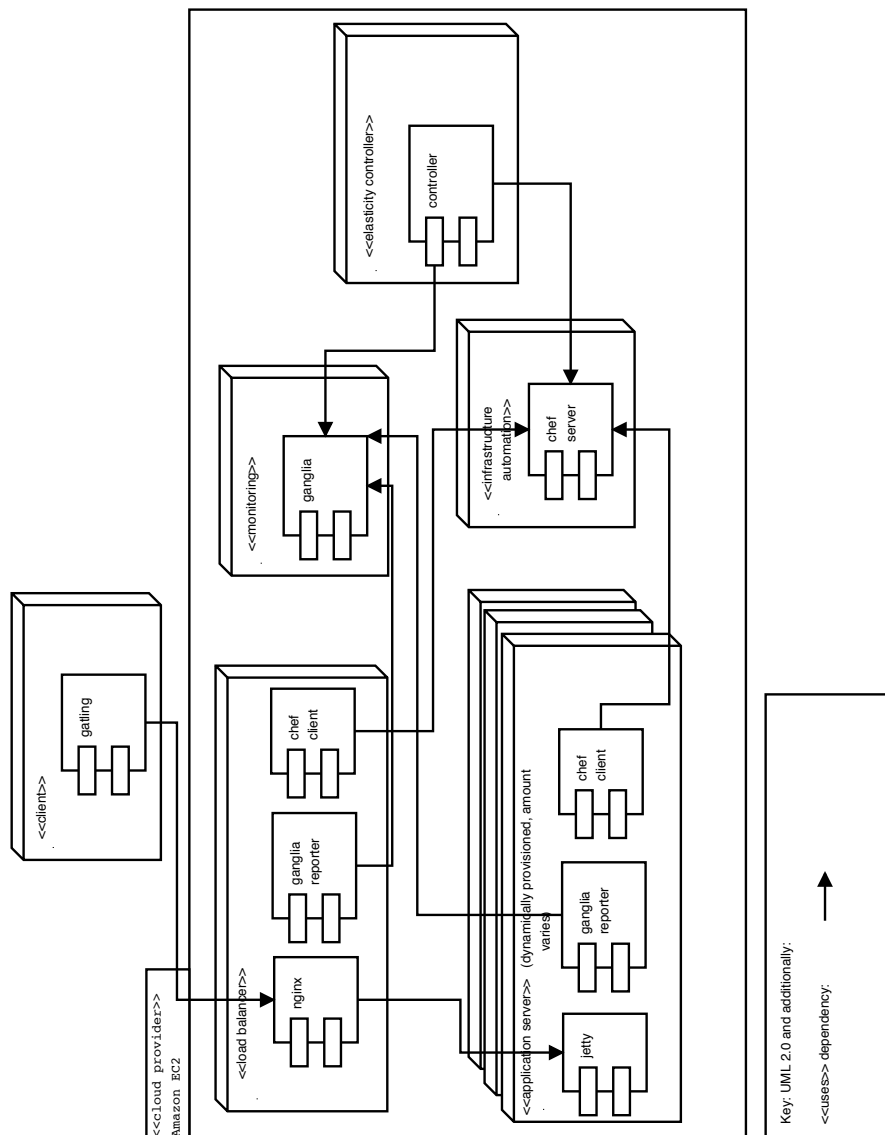 <<client>>
gatling
<<cloud provider>>
Amazon EC2
<<load balancer>>
nginx
ganglia
reporter
chef
client
<<monitoring>>
ganglia
<<elasticity controller>>
controller
<<application server>> (dynamically provisioned, amount
varies)
jetty
ganglia
reporter
chef
client
<<infrastructure
automation>>
chef
server
Key: UML 2.0 and additionally:
<<uses>> dependency: